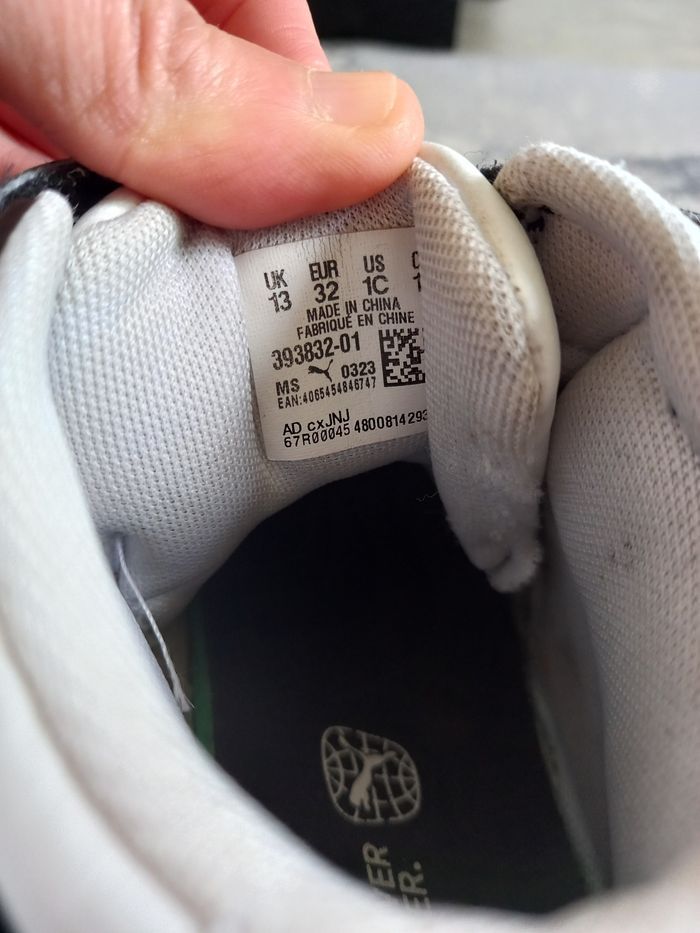 UK EUR US
13 32 1C
MADE IN CHINA
FABRIQUÉ EN CHINE
393832-01
MS 0323
EAN:4065454846747
AD cxJNJ
67R00045 4800814293